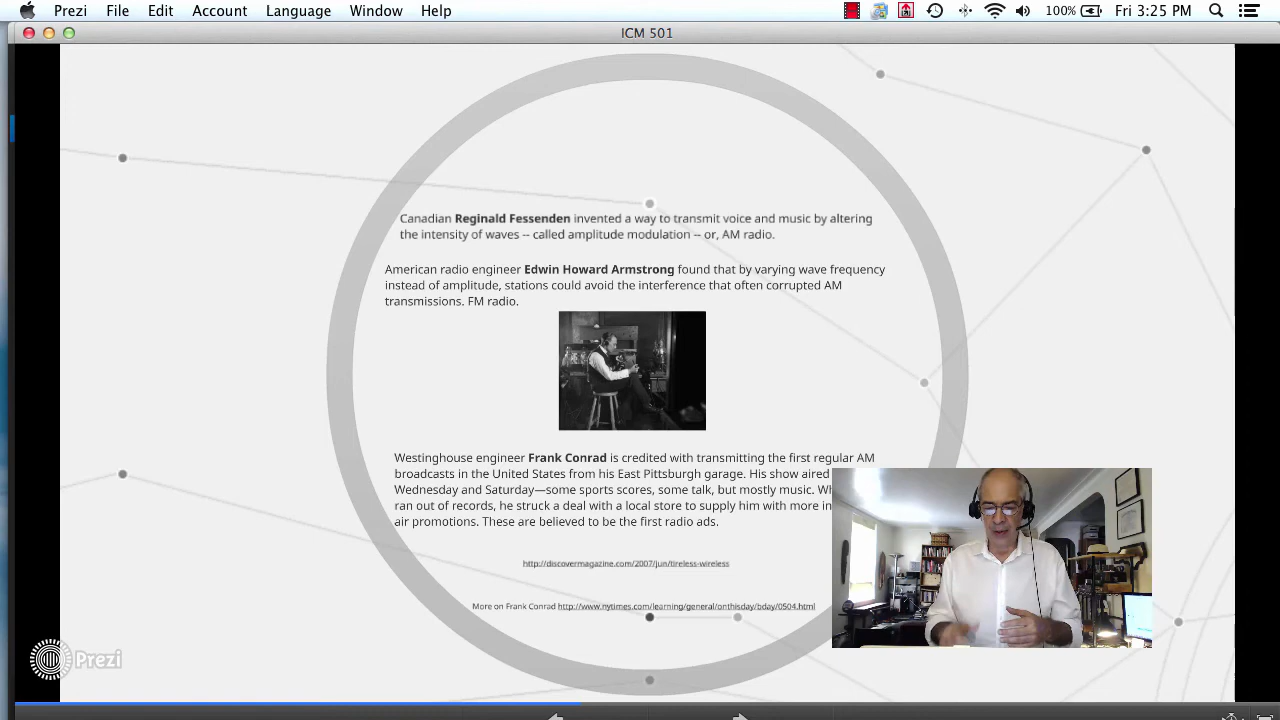 Prezi File Edit Account Language Window Help 100% Fri 3:25 PM
ICM 501
Canadian Reginald Fessenden invented a way to transmit voice and music by altering
the intensity of waves -- called amplitude modulation -- or, AM radio.
American radio engineer Edwin Howard Armstrong found that by varying wave frequency
instead of amplitude, stations could avoid the interference that often corrupted AM
transmissions. FM radio.
Westinghouse engineer Frank Conrad is credited with transmitting the first regular AM
broadcasts in the United States from his East Pittsburgh garage. His show aired
Wednesday and Saturday—some sports scores, some talk, but mostly music.
ran out of records, he struck a deal with a local store to supply him with more in
air promotions. These are believed to be the first radio ads.
http://discovermagazine.com/2007/jun/tireless-wireless
More on Frank Conrad http://www.nytimes.com/learning/general/onthisday/bday/0504.html
Prezi